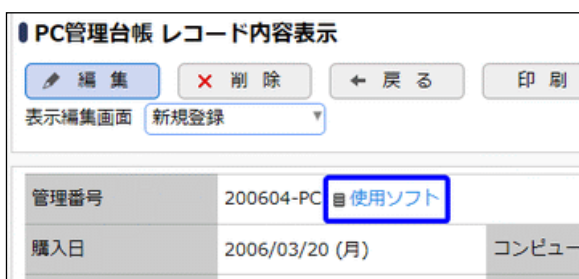 PC管理台帳 レコード内容表示
編 集 削 除 戻 る 印 刷
表示編集画面 新規登録
管理番号 200604-PC 使用ソフト
購入日 2006/03/20 (月) コンピュー